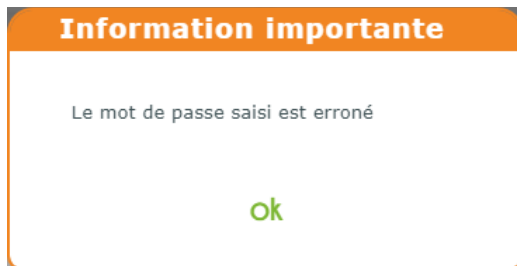 Information importante
Le mot de passe saisi est erroné
ok